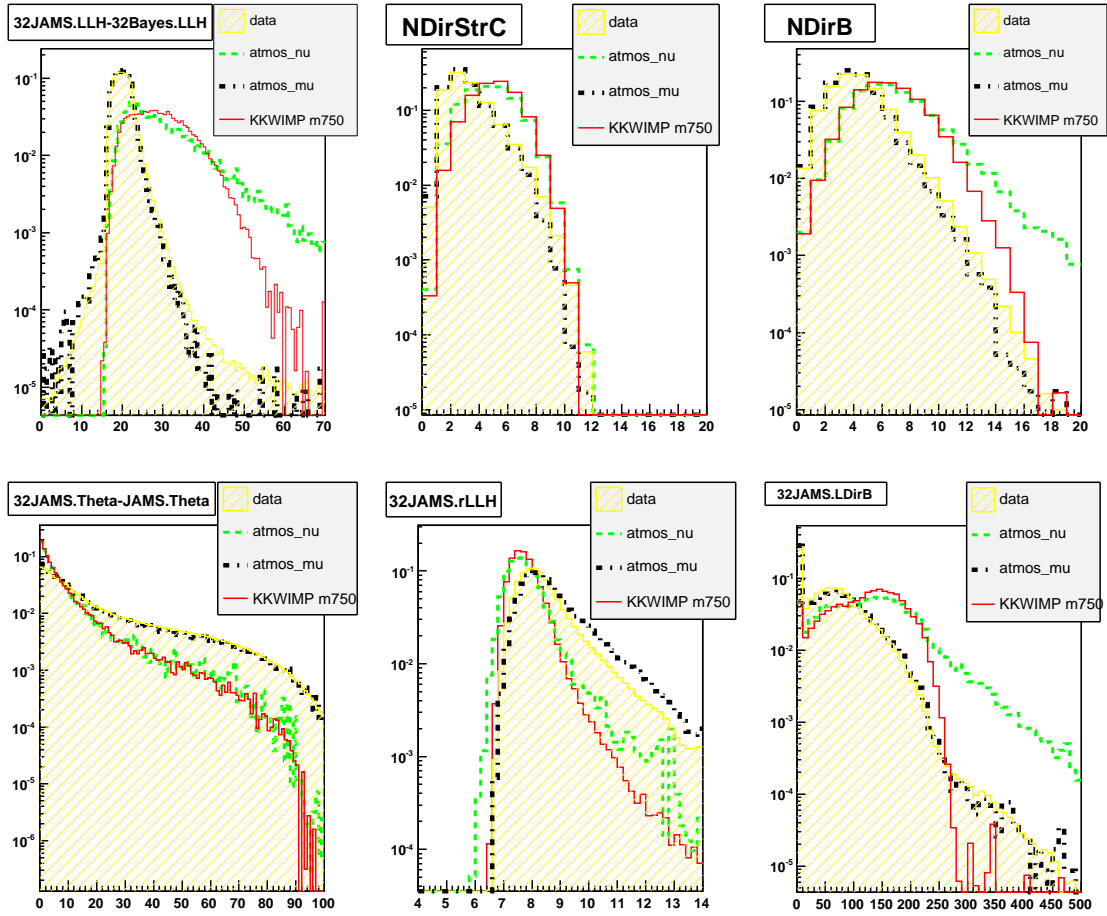 32JAMS.LLH-32Bayes.LLH
data
atmos_nu
atmos_mu
KKWIMP m750
10^-1
10^-2
10^-3
10^-4
10^-5
0 10 20 30 40 50 60 70
NDirStrC
data
atmos_nu
atmos_mu
KKWIMP m750
10^-1
10^-2
10^-3
10^-4
10^-5
0 2 4 6 8 10 12 14 16 18 20
NDirB
data
atmos_nu
atmos_mu
KKWIMP m750
10^-1
10^-2
10^-3
10^-4
10^-5
0 2 4 6 8 10 12 14 16 18 20
32JAMS.Theta-JAMS.Theta
data
atmos_nu
atmos_mu
KKWIMP m750
10^-1
10^-2
10^-3
10^-4
10^-5
10^-6
0 10 20 30 40 50 60 70 80 90 100
32JAMS.rLLH
data
atmos_nu
atmos_mu
KKWIMP m750
10^-1
10^-2
10^-3
10^-4
4 5 6 7 8 9 10 11 12 13 14
32JAMS.LDirB
data
atmos_nu
atmos_mu
KKWIMP m750
10^-1
10^-2
10^-3
10^-4
10^-5
0 50 100 150 200 250 300 350 400 450 500